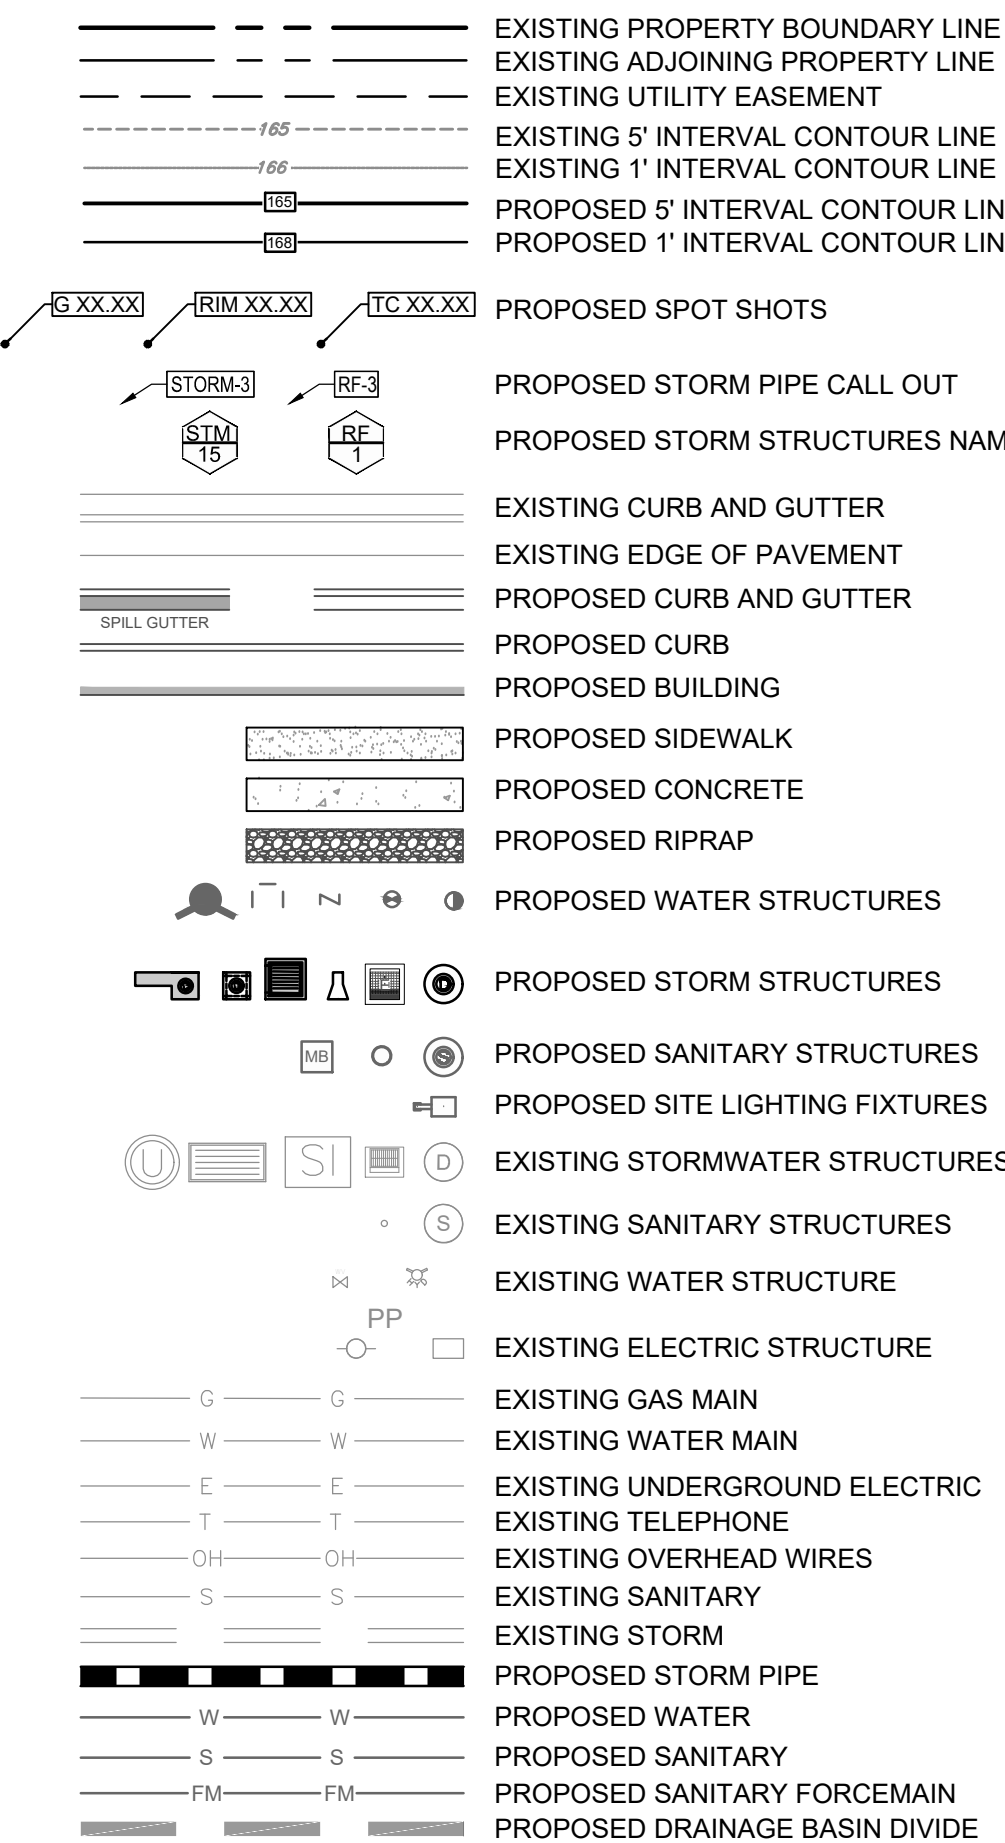 EXISTING PROPERTY BOUNDARY LINE
EXISTING ADJOINING PROPERTY LINE
EXISTING UTILITY EASEMENT
165 EXISTING 5' INTERVAL CONTOUR LINE
166 EXISTING 1' INTERVAL CONTOUR LINE
165 PROPOSED 5' INTERVAL CONTOUR LIN
168 PROPOSED 1' INTERVAL CONTOUR LIN
G XX.XX RIM XX.XX TC XX.XX PROPOSED SPOT SHOTS
STORM-3 RF-3 PROPOSED STORM PIPE CALL OUT
STM RF
15 1
PROPOSED STORM STRUCTURES NAM
EXISTING CURB AND GUTTER
EXISTING EDGE OF PAVEMENT
PROPOSED CURB AND GUTTER
SPILL GUTTER
PROPOSED CURB
PROPOSED BUILDING
PROPOSED SIDEWALK
PROPOSED CONCRETE
PROPOSED RIPRAP
PROPOSED WATER STRUCTURES
D PROPOSED STORM STRUCTURES
MB S PROPOSED SANITARY STRUCTURES
PROPOSED SITE LIGHTING FIXTURES
U SI D EXISTING STORMWATER STRUCTURES
S EXISTING SANITARY STRUCTURES
EXISTING WATER STRUCTURE
PP
EXISTING ELECTRIC STRUCTURE
G G EXISTING GAS MAIN
W W EXISTING WATER MAIN
E E EXISTING UNDERGROUND ELECTRIC
T T EXISTING TELEPHONE
OH OH EXISTING OVERHEAD WIRES
S S EXISTING SANITARY
EXISTING STORM
PROPOSED STORM PIPE
W W PROPOSED WATER
S S PROPOSED SANITARY
FM FM PROPOSED SANITARY FORCEMAIN
PROPOSED DRAINAGE BASIN DIVIDE